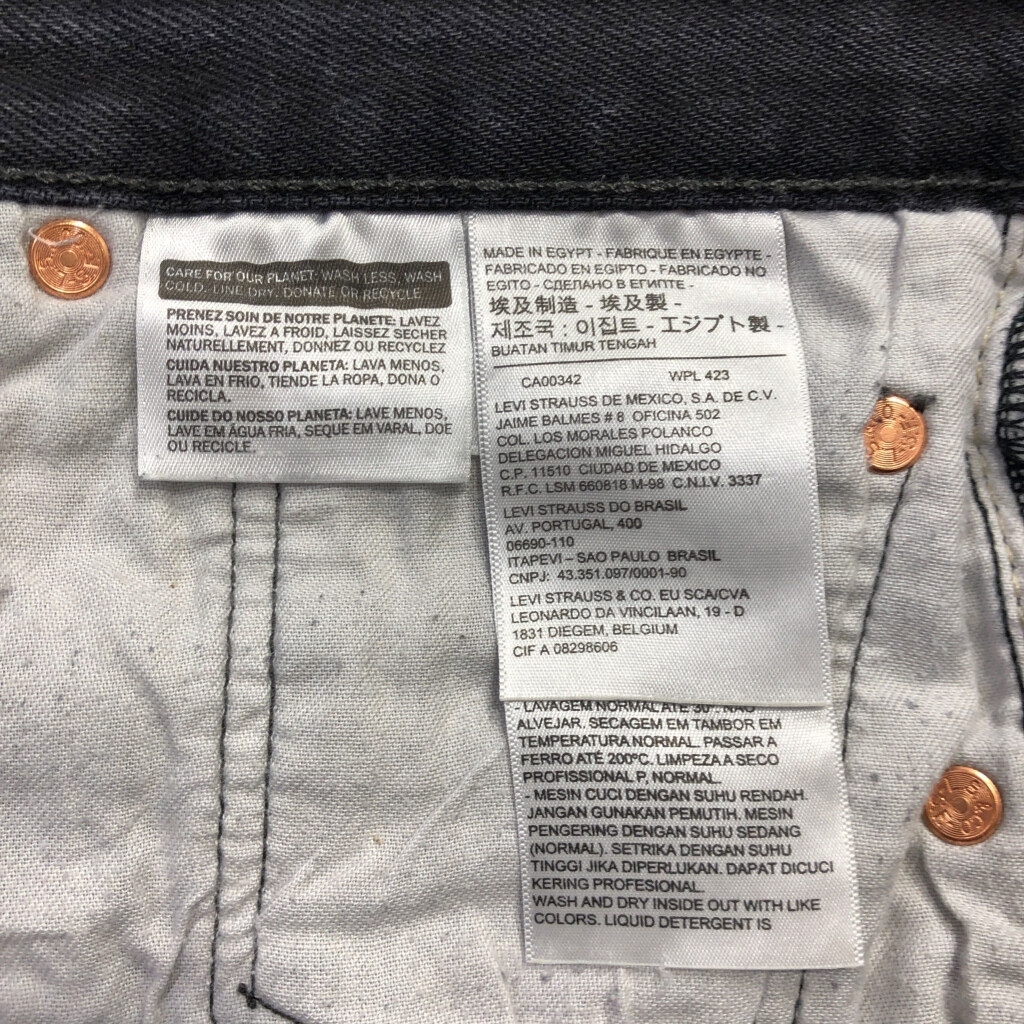 CARE FOR OUR PLANET: WASH LESS, WASH
COLD, LINE DRY, DONATE OR RECYCLE
PRENEZ SOIN DE NOTRE PLANETE: LAVEZ
MOINS, LAVEZ A FROID, LAISSEZ SECHER
NATURELLEMENT, DONNEZ OU RECYCLEZ
CUIDA NUESTRO PLANETA: LAVA MENOS,
LAVA EN FRIO, TIENDE LA ROPA, DONA O
RECICLA.
CUIDE DO NOSSO PLANETA: LAVE MENOS,
LAVE EM ÁGUA FRIA, SEQUE EM VARAL, DOE
OU RECICLE.
MADE IN EGYPT - FABRIQUE EN EGYPTE -
FABRICADO EN EGIPTO - FABRICADO NO
EGITO - СДЕЛАНО В ЕГИПТЕ -
埃及制造 - 埃及製 -
제조국 : 이집트 - エジプト製 -
BUATAN TIMUR TENGAH
CA00342 WPL 423
LEVI STRAUSS DE MEXICO, S.A. DE C.V.
JAIME BALMES # 8 OFICINA 502
COL. LOS MORALES POLANCO
DELEGACION MIGUEL HIDALGO
C.P. 11510 CIUDAD DE MEXICO
R.F.C. LSM 660818 M-98 C.N.I.V. 3337
LEVI STRAUSS DO BRASIL
AV. PORTUGAL, 400
06690-110
ITAPEVI – SAO PAULO BRASIL
CNPJ: 43.351.097/0001-90
LEVI STRAUSS & CO. EU SCA/CVA
LEONARDO DA VINCILAAN, 19 - D
1831 DIEGEM, BELGIUM
CIF A 08298606
- LAVAGEM NORMAL ATÉ 30º. NÃO
ALVEJAR. SECAGEM EM TAMBOR EM
TEMPERATURA NORMAL. PASSAR A
FERRO ATÉ 200ºC. LIMPEZA A SECO
PROFISSIONAL P, NORMAL.
- MESIN CUCI DENGAN SUHU RENDAH.
JANGAN GUNAKAN PEMUTIH. MESIN
PENGERING DENGAN SUHU SEDANG
(NORMAL). SETRIKA DENGAN SUHU
TINGGI JIKA DIPERLUKAN. DAPAT DICUCI
KERING PROFESIONAL.
WASH AND DRY INSIDE OUT WITH LIKE
COLORS. LIQUID DETERGENT IS